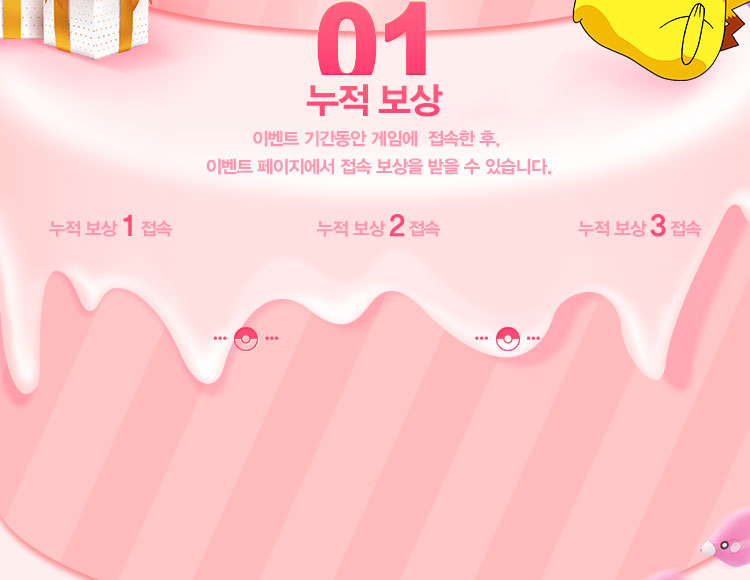 01
누적 보상
이벤트 기간동안 게임에 접속한 후,
이벤트 페이지에서 접속 보상을 받을 수 있습니다.
누적 보상 1 접속
누적 보상 2 접속
누적 보상 3 접속